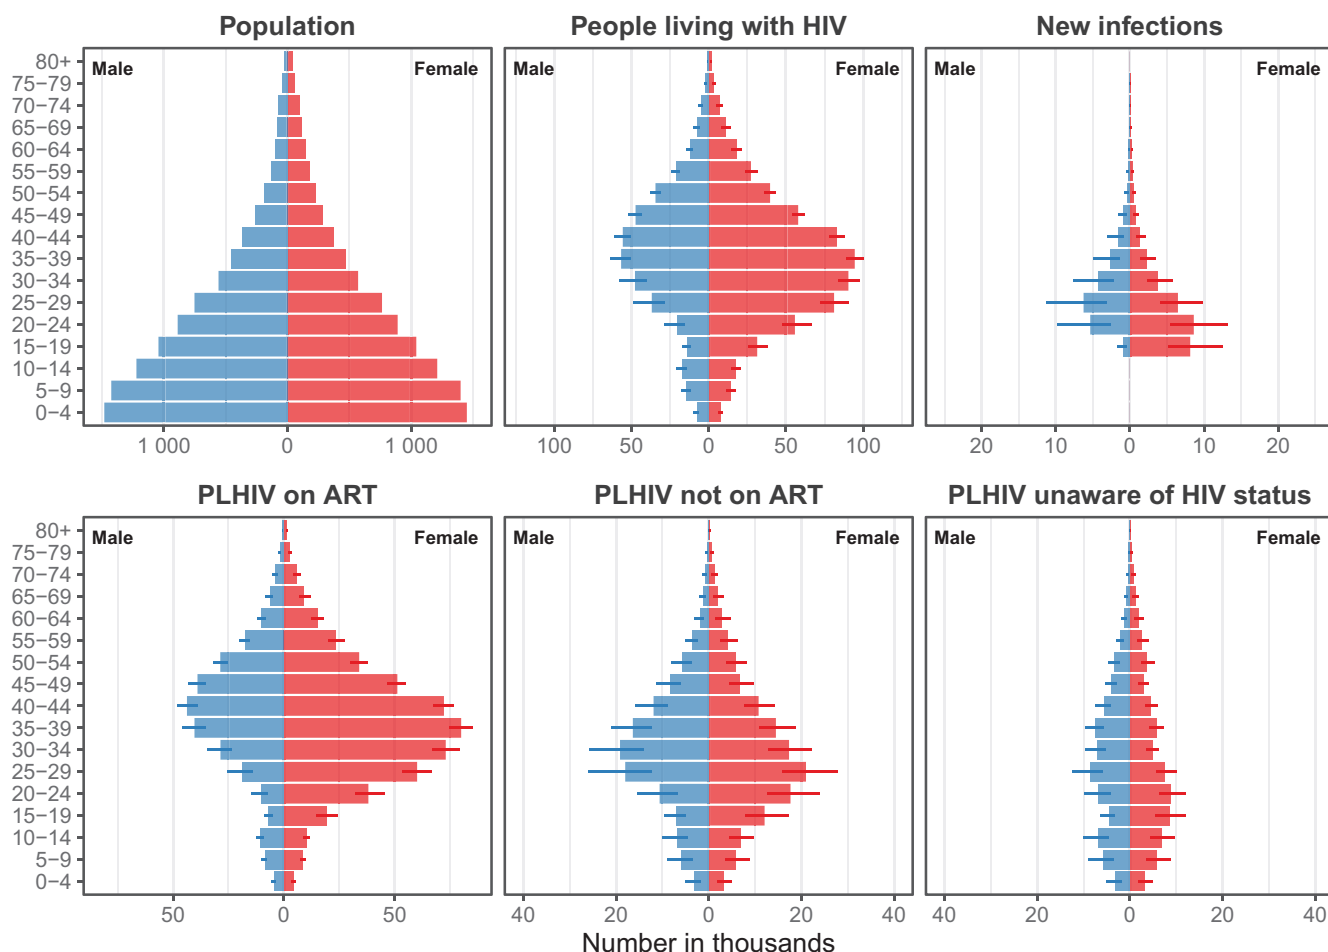 Population
People living with HIV
New infections
Male
Female
Male
Female
Male
Female
80+
75–79
70–74
65–69
60–64
55–59
50–54
45–49
40–44
35–39
30–34
25–29
20–24
15–19
10–14
5–9
0–4
1 000 0 1 000
100 50 0 50 100
20 10 0 10 20
PLHIV on ART
PLHIV not on ART
PLHIV unaware of HIV status
Male
Female
Male
Female
Male
Female
80+
75–79
70–74
65–69
60–64
55–59
50–54
45–49
40–44
35–39
30–34
25–29
20–24
15–19
10–14
5–9
0–4
50 0 50
40 20 0 20 40
40 20 0 20 40
Number in thousands